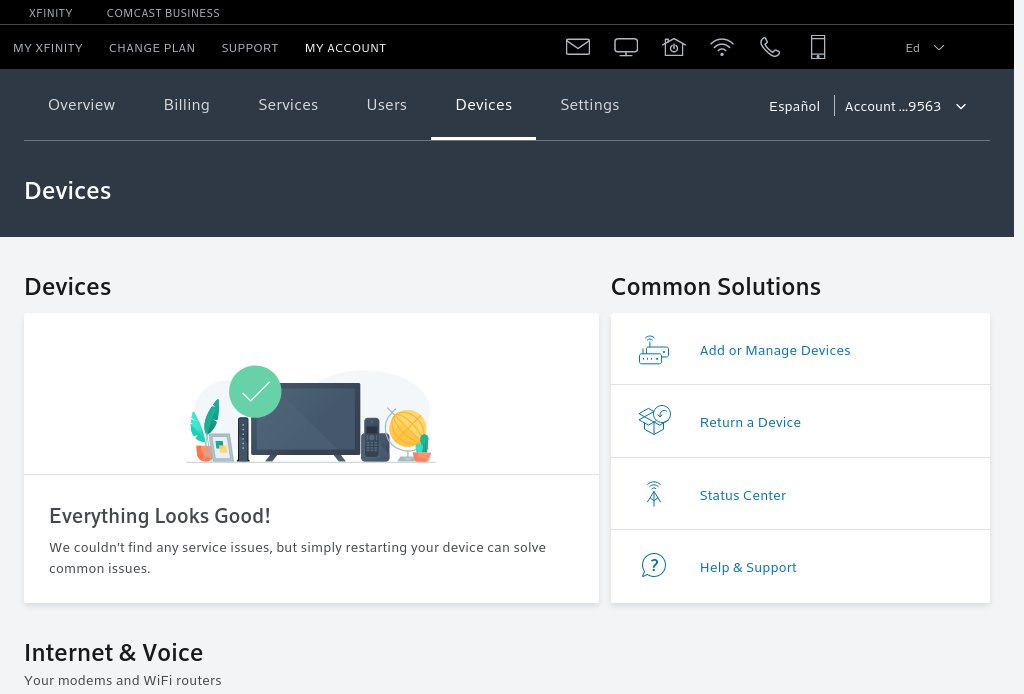 XFINITY COMCAST BUSINESS
MY XFINITY CHANGE PLAN SUPPORT MY ACCOUNT Ed
Overview Billing Services Users Devices Settings Español Account ...9563
Devices
Devices
Everything Looks Good!
We couldn't find any service issues, but simply restarting your device can solve
common issues.
Common Solutions
Add or Manage Devices
Return a Device
Status Center
? Help & Support
Internet & Voice
Your modems and WiFi routers